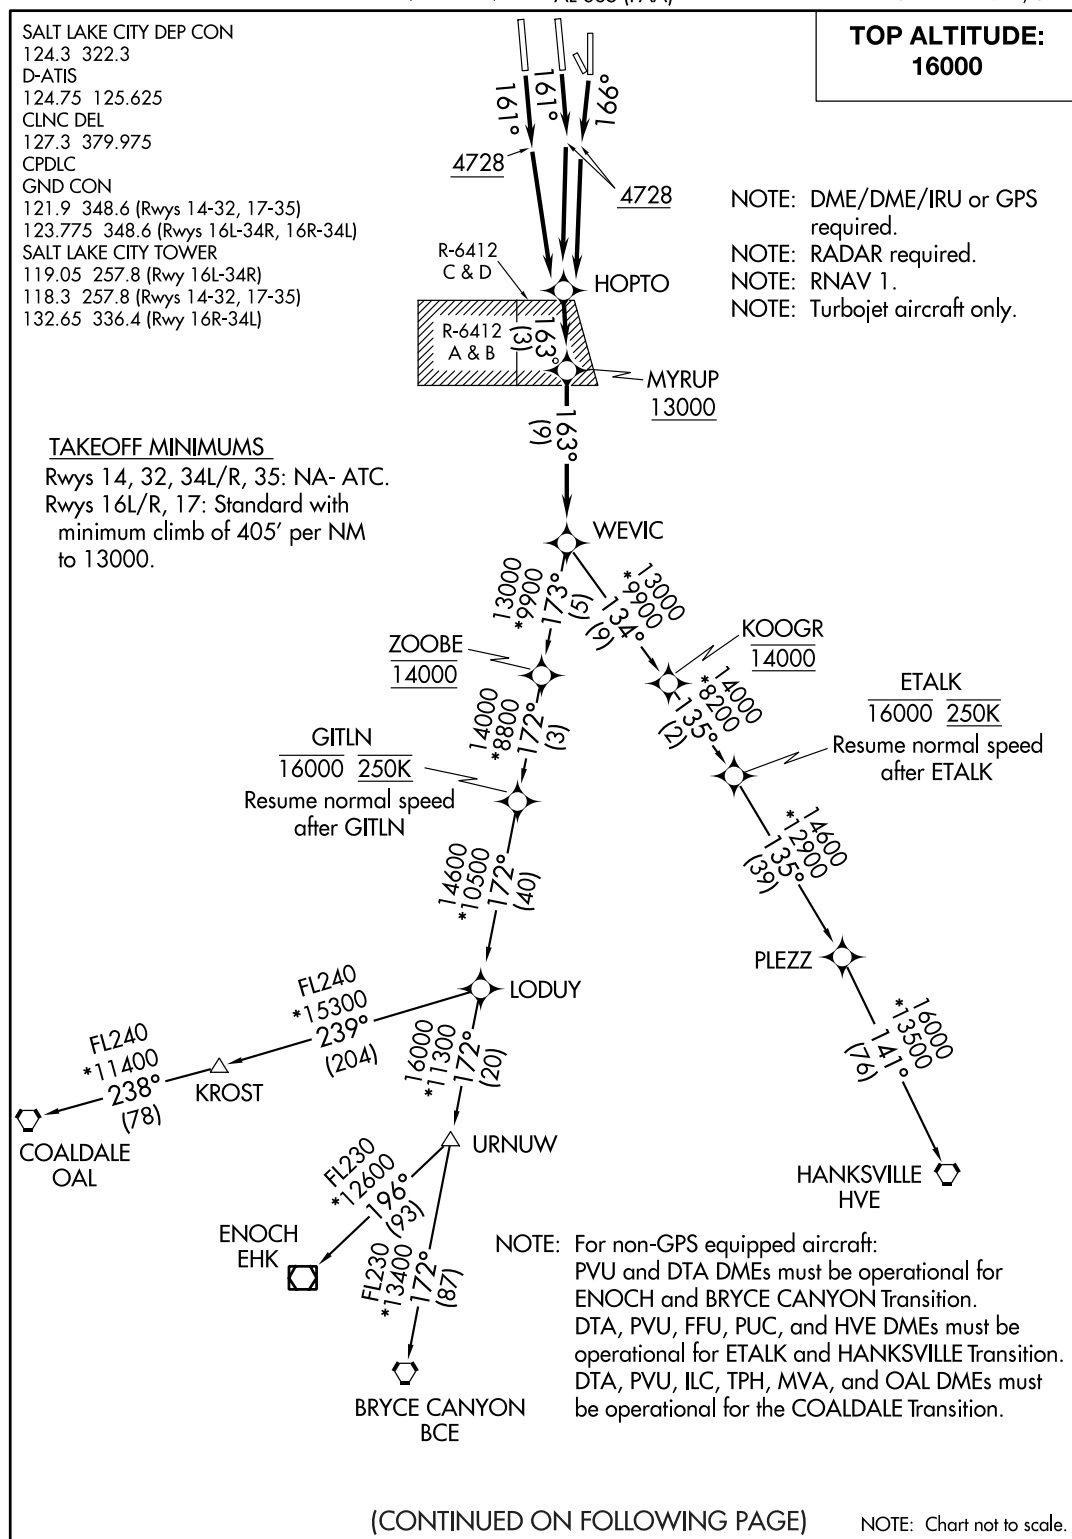 SALT LAKE CITY DEP CON
124.3 322.3
D-ATIS
124.75 125.625
CLNC DEL
127.3 379.975
CPDLC
GND CON
121.9 348.6 (Rwys 14-32, 17-35)
123.775 348.6 (Rwys 16L-34R, 16R-34L)
SALT LAKE CITY TOWER
119.05 257.8 (Rwy 16L-34R)
118.3 257.8 (Rwys 14-32, 17-35)
132.65 336.4 (Rwy 16R-34L)
TOP ALTITUDE:
16000
161°
161°
166°
4728
4728
NOTE: DME/DME/IRU or GPS
required.
NOTE: RADAR required.
NOTE: RNAV 1.
NOTE: Turbojet aircraft only.
R-6412
C & D
HOPTO
R-6412
A & B
163°
(3)
MYRUP
13000
163°
(9)
TAKEOFF MINIMUMS
Rwys 14, 32, 34L/R, 35: NA- ATC.
Rwys 16L/R, 17: Standard with
minimum climb of 405' per NM
to 13000.
WEVIC
13000
*9900
173°
(5)
13000
*9900
134°
(9)
ZOOBE
14000
KOOGR
14000
14000
*8800
172°
(3)
14000
*8200
135°
(2)
ETALK
16000 250K
Resume normal speed
after ETALK
GITLN
16000 250K
Resume normal speed
after GITLN
14600
*10500
172°
(40)
14600
*12900
135°
(39)
PLEZZ
LODUY
FL240
*15300
239°
(204)
FL240
*11400
238°
(78)
KROST
COALDALE
OAL
16000
*11300
172°
(20)
16000
*13500
141°
(76)
URNUW
HANKSVILLE
HVE
FL230
*12600
196°
(93)
ENOCH
EHK
FL230
*13400
172°
(87)
BRYCE CANYON
BCE
NOTE: For non-GPS equipped aircraft:
PVU and DTA DMEs must be operational for
ENOCH and BRYCE CANYON Transition.
DTA, PVU, FFU, PUC, and HVE DMEs must be
operational for ETALK and HANKSVILLE Transition.
DTA, PVU, ILC, TPH, MVA, and OAL DMEs must
be operational for the COALDALE Transition.
(CONTINUED ON FOLLOWING PAGE)
NOTE: Chart not to scale.